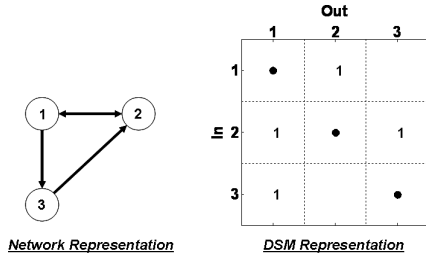 Out
1 2 3
1 1
In 2 1 1
3 1
1 2
3
Network Representation
DSM Representation